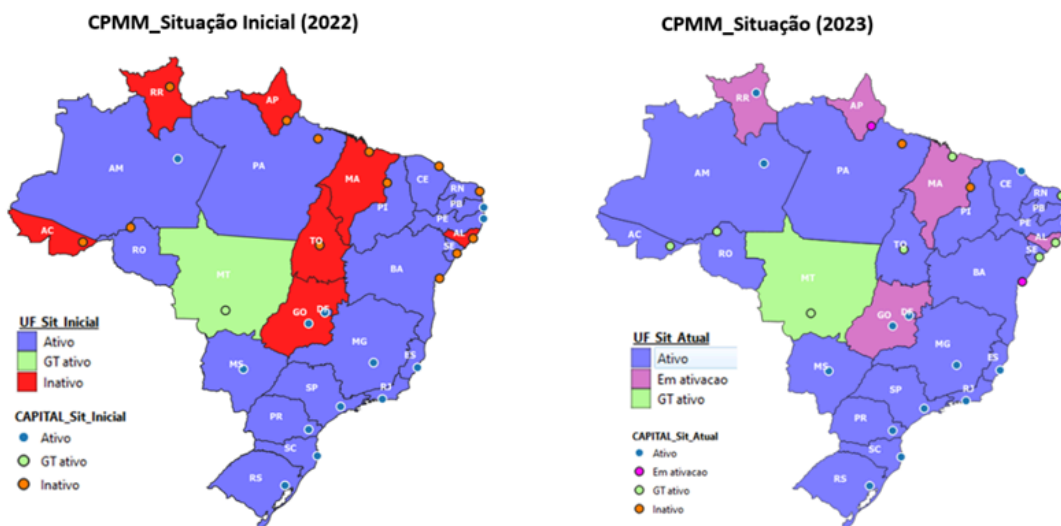 CPMM_Situação Inicial (2022)
RR
AP
AM
PA
MA
CE
RN
PB
PI
PE
AC
AL
TO
SE
RO
BA
MT
DF
GO
MG
ES
MS
SP
RJ
PR
SC
RS
UF_Sit_Inicial
Ativo
GT ativo
Inativo
CAPITAL_Sit_Inicial
Ativo
GT ativo
Inativo
CPMM_Situação (2023)
RR
AP
AM
PA
MA
CE
RN
PB
PI
PE
AC
AL
TO
SE
RO
BA
MT
DF
GO
MG
ES
MS
SP
RJ
PR
SC
RS
UF_Sit_Atual
Ativo
Em ativacao
GT ativo
CAPITAL_Sit_Atual
Ativo
Em ativacao
GT ativo
Inativo